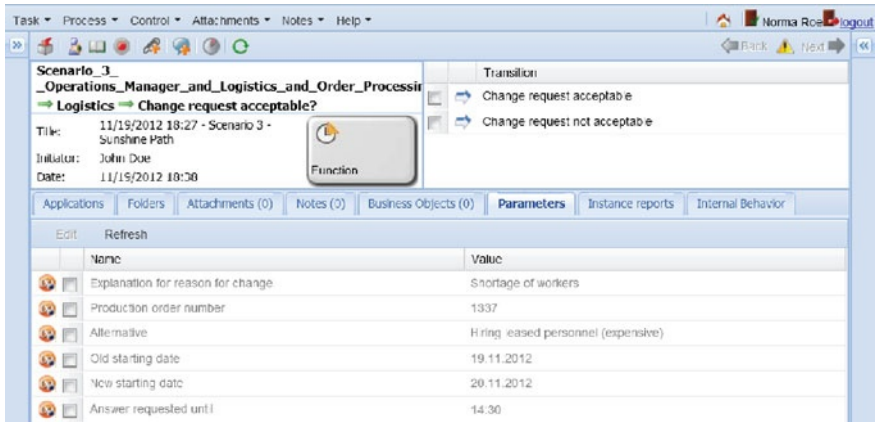 Task Process Control Attachments Notes Help
Norma Roe logout
Back Next
Scenario_3_
_Operations_Manager_and_Logistics_and_Order_Processin
Logistics Change request acceptable?
Title: 11/19/2012 18:27 - Scenario 3 -
Sunshine Path
Initiator: John Doe
Date: 11/19/2012 18:38
Function
Transition
Change request acceptable
Change request not acceptable
Applications Folders Attachments (0) Notes (0) Business Objects (0) Parameters Instance reports Internal Behavior
Edit Refresh
Name Value
Explanation for reason for change Shortage of workers
Production order number 1337
Alternative Hiring leased personnel (expensive)
Old starting date 19.11.2012
New starting date 20.11.2012
Answer requested until 14:30